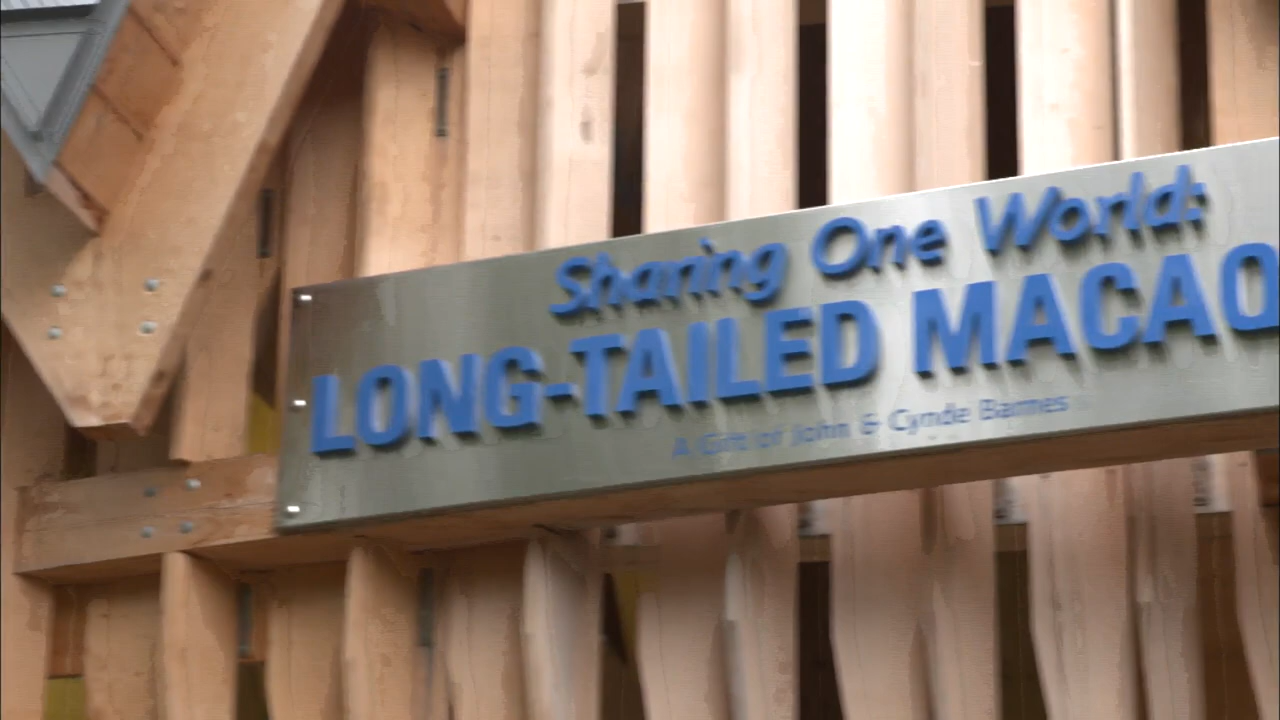 Sharing One World:
LONG-TAILED MACAQ
A Gift of John & Cynde Barnes